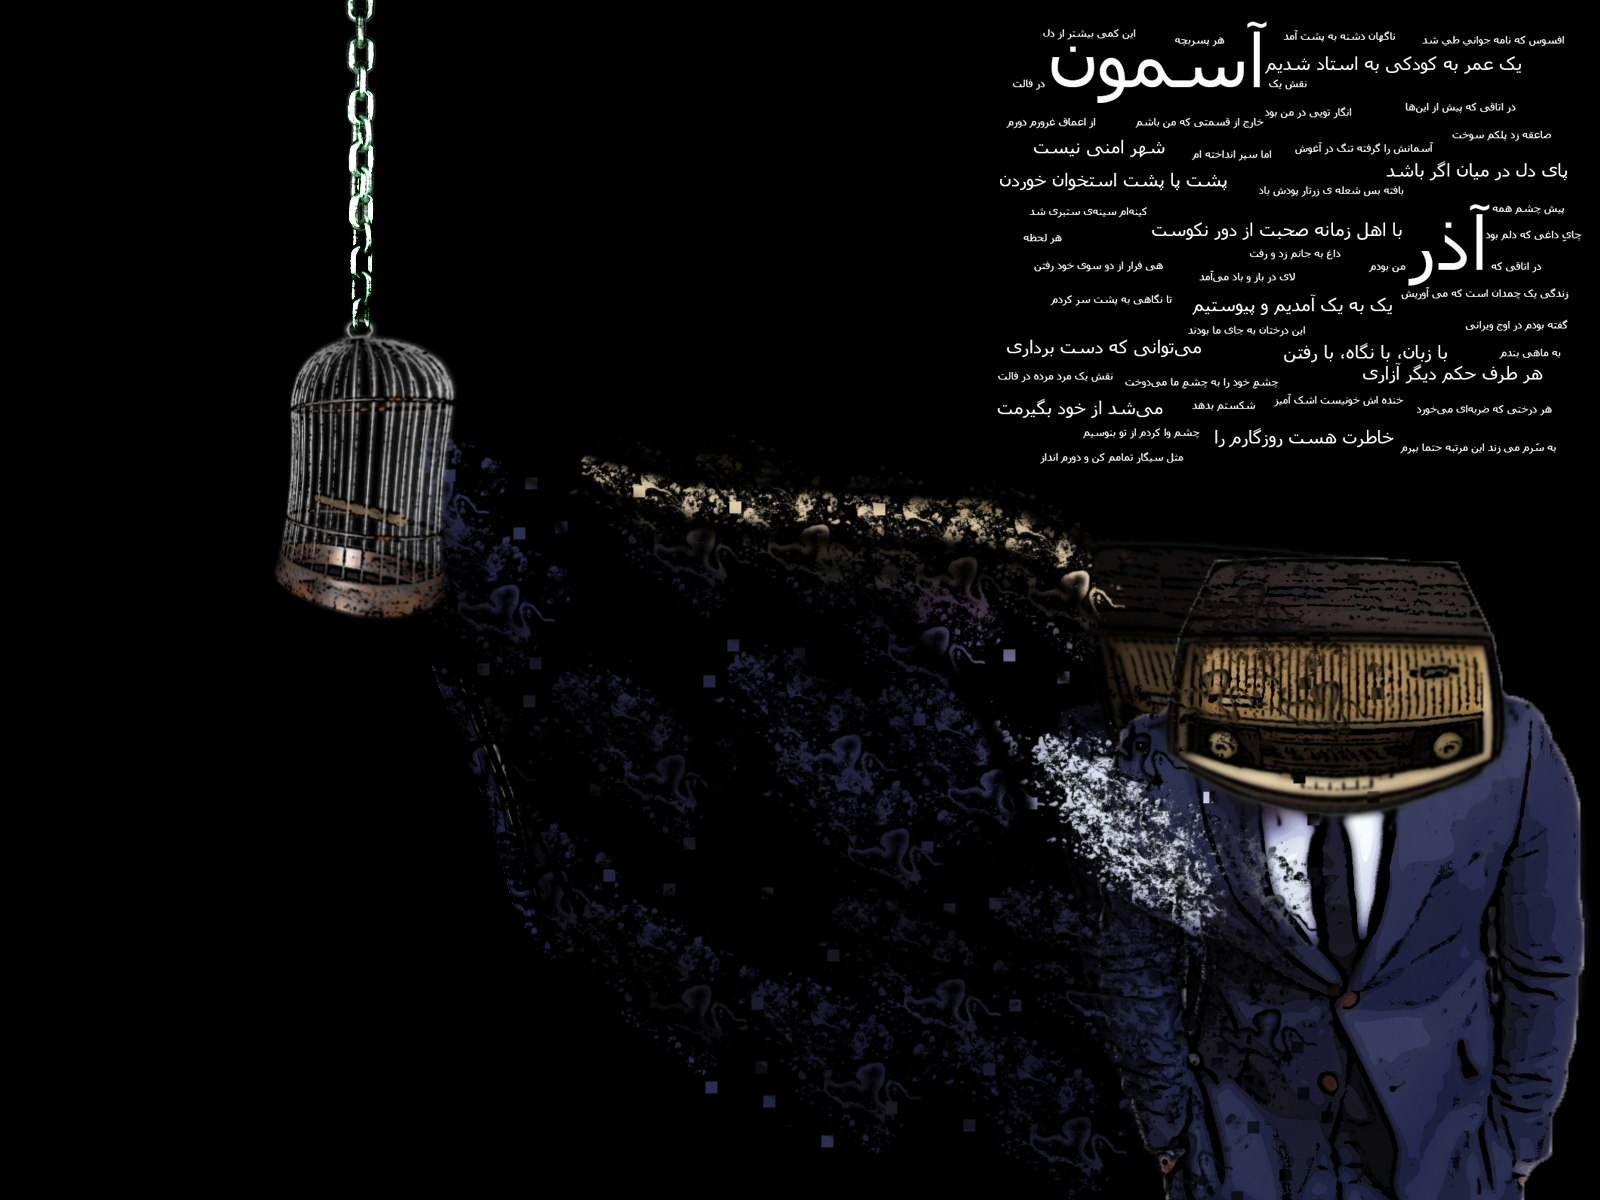 افسوس که نامه جوانی طی شد
ناگهان دشنه به پشت آمد
هر پسربچه
این کمی بیشتر از دل
آسمون
یک عمر به کودکی به استاد شدیم
نقش یک
در فالت
در اتاقی که پیش از این‌ها
انگار تویی در من بود
خارج از قسمتی که من باشم
از اعماق غرورم دورم
صاعقه زد پلکم سوخت
آسمانش را گرفته تنگ در آغوش
اما سپر انداخته ام
شهر امنی نیست
پای دل در میان اگر باشد
پشت پا پشت استخوان خوردن
بافته بس شعله ی زرتار پودش باد
پیش چشم همه
کینه‌ام سینه‌ی ستبری شد
آذر
با اهل زمانه صحبت از دور نکوست
جای داغی که دلم بود
هر لحظه
داغ به جانم زد و رفت
در اتاقی که
من بودم
هی فرار از دو سوی خود رفتن
لای در باز و باد می‌آمد
زندگی یک چمدان است که می آوریش
تا نگاهی به پشت سر کردم
یک به یک آمدیم و پیوستیم
گفته بودم در اوج ویرانی
این درختان به جای ما بودند
می‌توانی که دست برداری
با زبان، با نگاه، با رفتن
به ماهی بندم
هر طرف حکم دیگر آزاری
نقش یک مرد مرده در فالت
چشم خود را به چشم ما می‌دوخت
خنده اش خونیست اشک آمیز
شکستم بدهد
می‌شد از خود بگیرمت
هر درختی که ضربه‌ای می‌خورد
چشم وا کردم از تو بنوسیم
خاطرت هست روزگارم را
به سَرم می زند این مرتبه حتما بپرم
مثل سیگار تمامم کن و دورم انداز